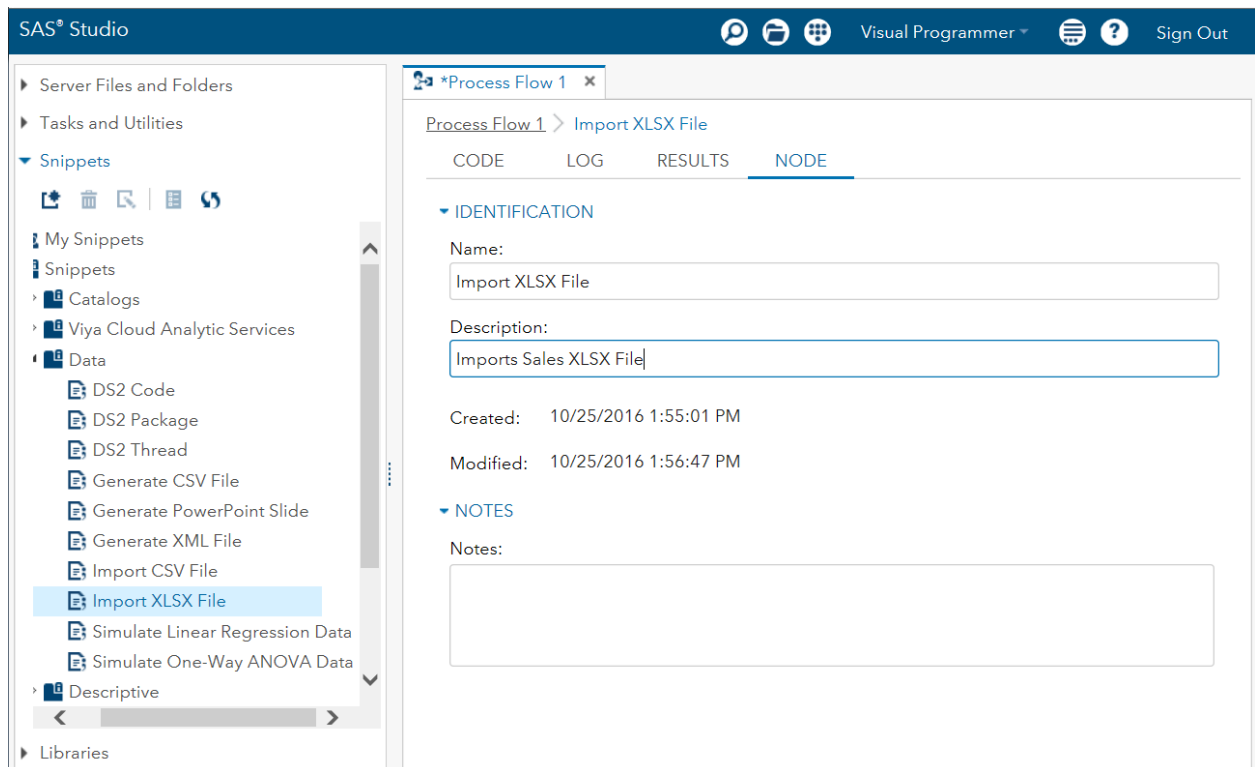 SAS® Studio
Visual Programmer
?
Sign Out
Server Files and Folders
Tasks and Utilities
Snippets
My Snippets
Snippets
Catalogs
Viya Cloud Analytic Services
Data
DS2 Code
DS2 Package
DS2 Thread
Generate CSV File
Generate PowerPoint Slide
Generate XML File
Import CSV File
Import XLSX File
Simulate Linear Regression Data
Simulate One-Way ANOVA Data
Descriptive
Libraries
*Process Flow 1
Process Flow 1 > Import XLSX File
CODE LOG RESULTS NODE
IDENTIFICATION
Name:
Import XLSX File
Description:
Imports Sales XLSX File
Created: 10/25/2016 1:55:01 PM
Modified: 10/25/2016 1:56:47 PM
NOTES
Notes: